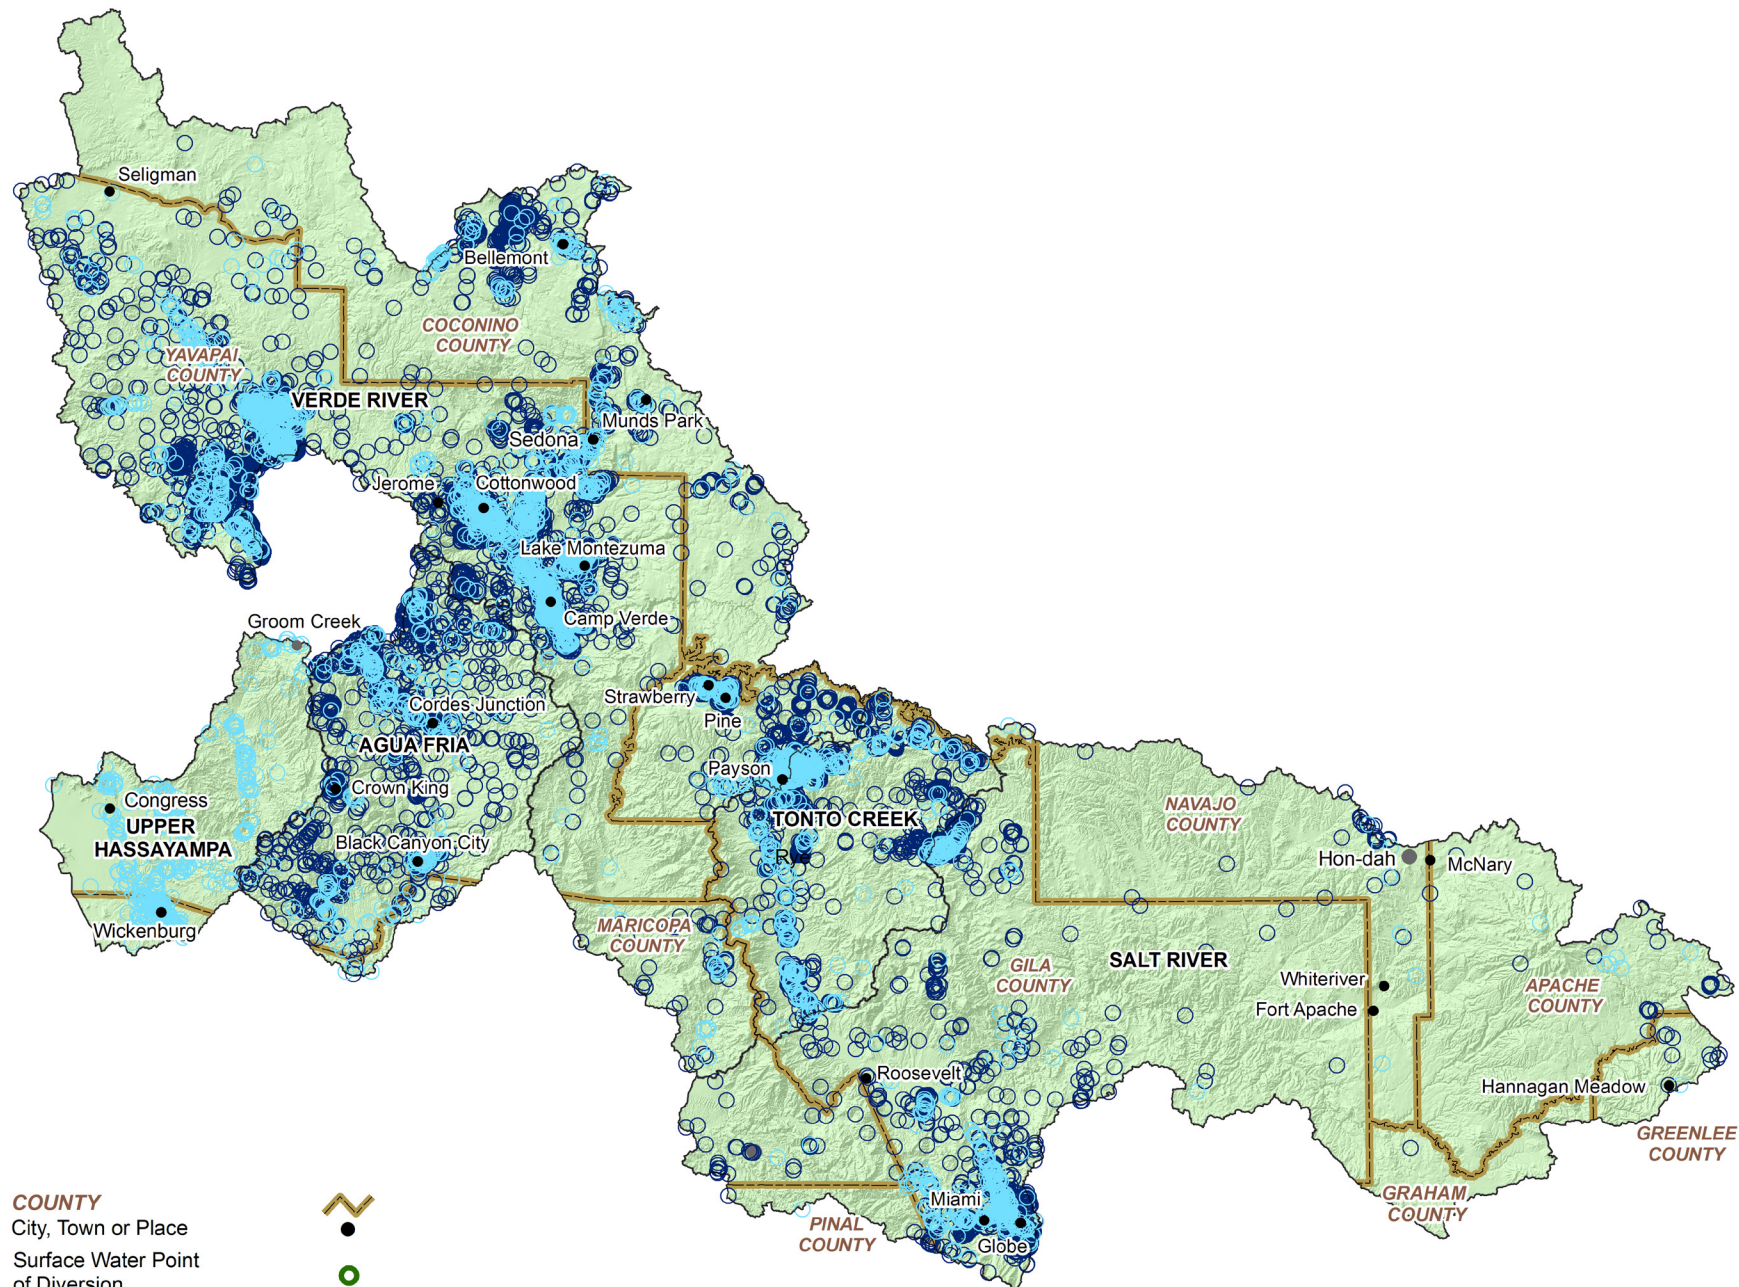 Seligman
Bellemont
COCONINO
COUNTY
YAVAPAI
COUNTY
VERDE RIVER
Munds Park
Sedona
Jerome
Cottonwood
Lake Montezuma
Camp Verde
Groom Creek
Strawberry
Pine
Cordes Junction
AGUA FRIA
Payson
Crown King
Congress
UPPER
HASSAYAMPA
Black Canyon City
TONTO CREEK
Rye
NAVAJO
COUNTY
Hon-dah
McNary
Wickenburg
MARICOPA
COUNTY
GILA
COUNTY
SALT RIVER
Whiteriver
Fort Apache
APACHE
COUNTY
Roosevelt
Hannagan Meadow
GREENLEE
COUNTY
GRAHAM
COUNTY
Miami
Globe
PINAL
COUNTY
COUNTY
City, Town or Place
Surface Water Point
of Diversion